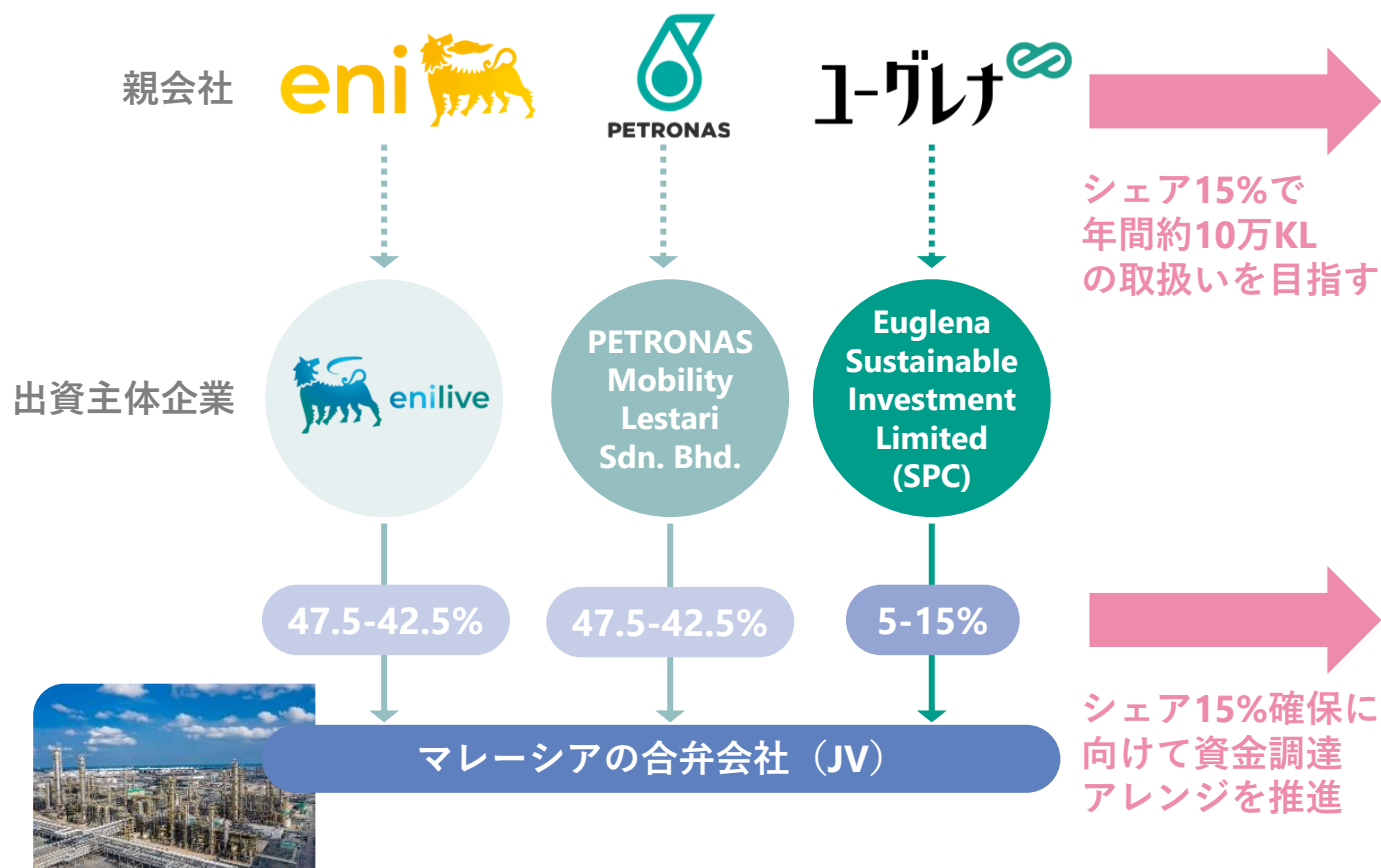 親会社
eni
PETRONAS
ユーグレナ
シェア15%で
年間約10万KL
の取扱いを目指す
出資主体企業
enilive
PETRONAS
Mobility
Lestari
Sdn. Bhd.
Euglena
Sustainable
Investment
Limited
(SPC)
47.5-42.5%
47.5-42.5%
5-15%
マレーシアの合弁会社（JV）
シェア15%確保に
向けて資金調達
アレンジを推進